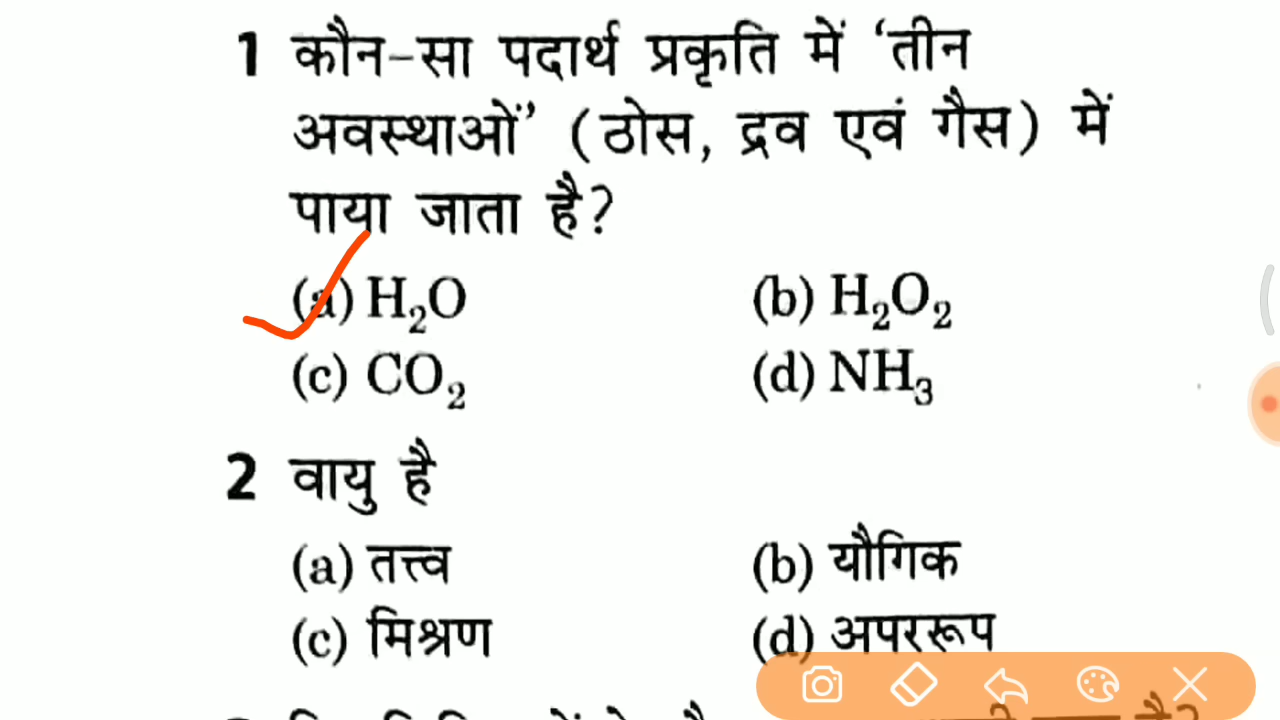 1 कौन-सा पदार्थ प्रकृति में ‘तीन
अवस्थाओं’ (ठोस, द्रव एवं गैस) में
पाया जाता है?
(a) H₂O (b) H₂O₂
(c) CO₂ (d) NH₃
2 वायु है
(a) तत्त्व (b) यौगिक
(c) मिश्रण (d) अपररूप